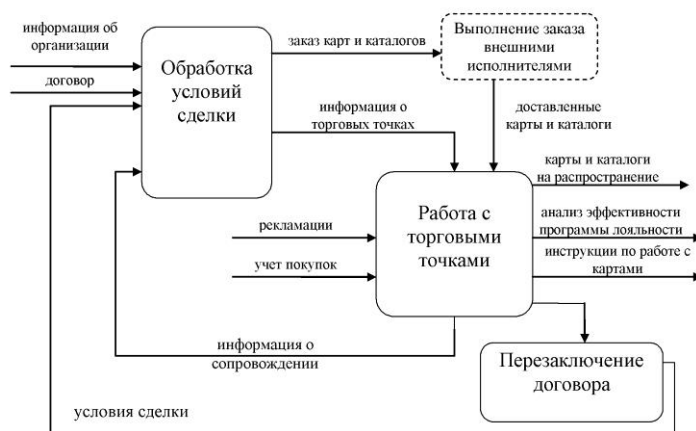 информация об
организации
договор
Обработка
условий
сделки
заказ карт и каталогов
Выполнение заказа
внешними
исполнителями
информация о
торговых точках
доставленные
карты и каталоги
карты и каталоги
на распространение
Работа с
торговыми
точками
рекламации
учет покупок
анализ эффективности
программы лояльности
инструкции по работе с
картами
информация о
сопровождении
Перезаключение
договора
условия сделки